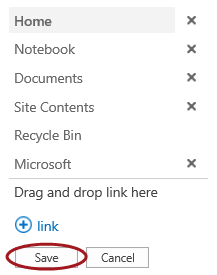 Home
Notebook
Documents
Site Contents
Recycle Bin
Microsoft
Drag and drop link here
link
Save Cancel